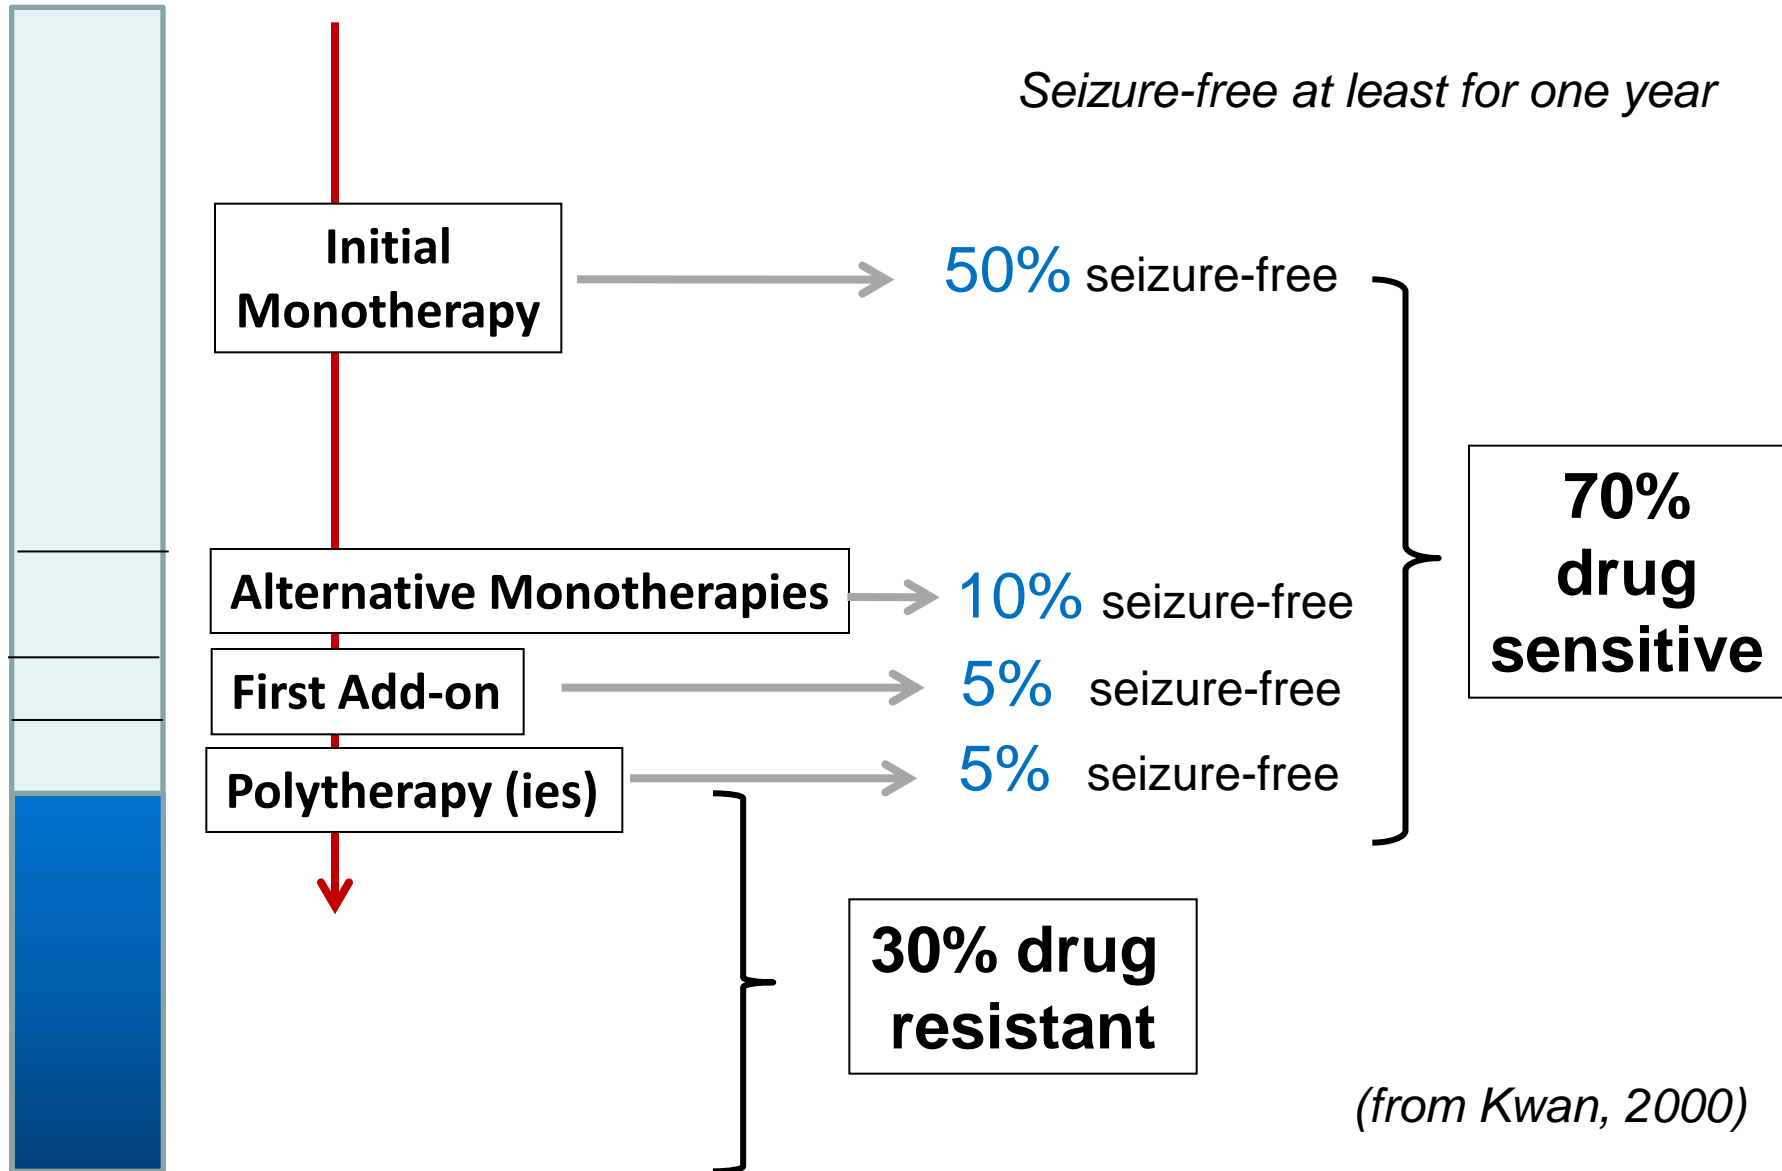 Seizure-free at least for one year
Initial
Monotherapy
50% seizure-free
Alternative Monotherapies
10% seizure-free
First Add-on
5% seizure-free
Polytherapy (ies)
5% seizure-free
70%
drug
sensitive
30% drug
resistant
(from Kwan, 2000)